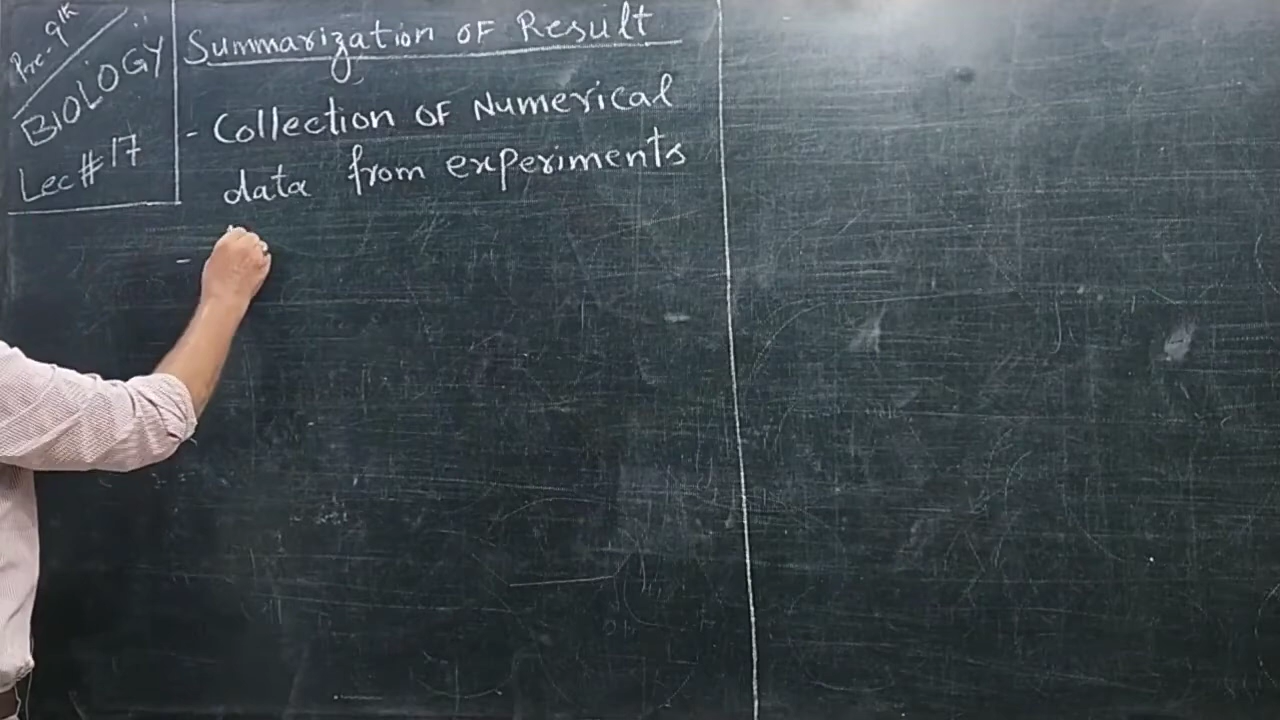 Pre-9th
BIOLOGY
Lec#17
Summarization OF Result
- Collection OF Numerical
data from experiments
-